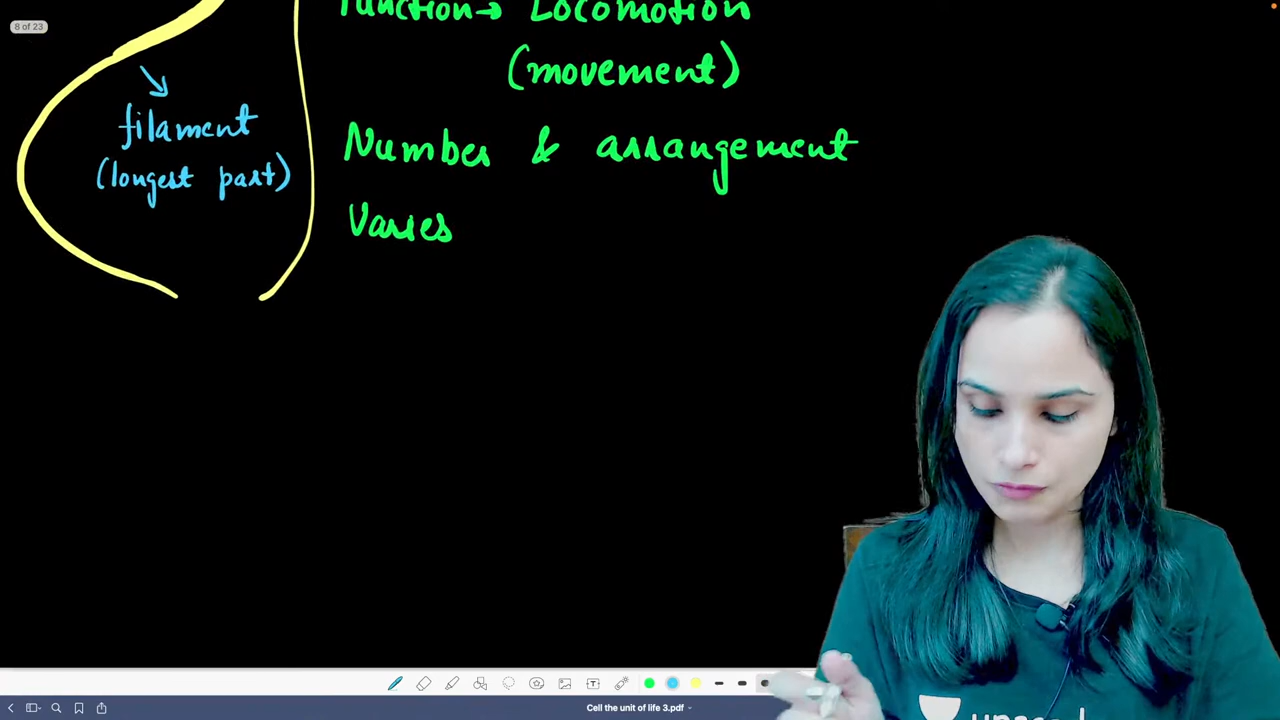 8 of 23
function → Locomotion
(movement)
filament
(longest part)
Number & arrangement
Varies
Cell the unit of life 3.pdf